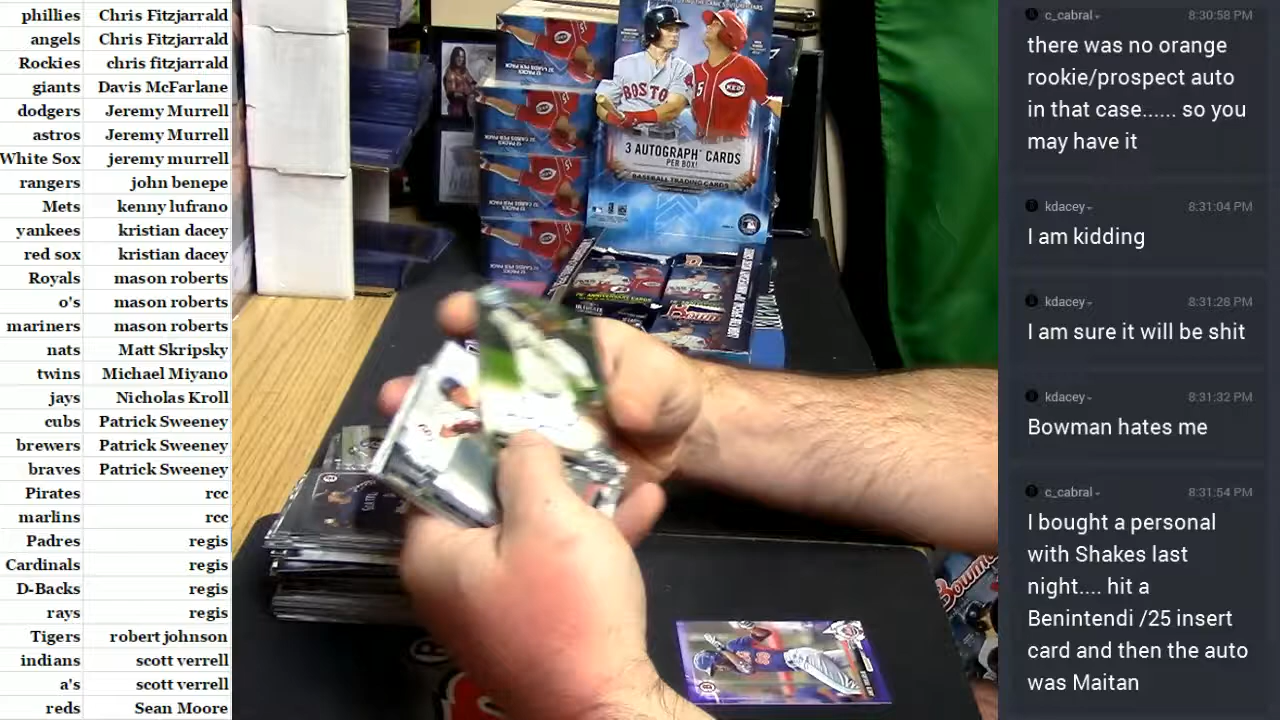 phillies Chris Fitzjarrald
angels Chris Fitzjarrald
Rockies chris fitzjarrald
giants Davis McFarlane
dodgers Jeremy Murrell
astros Jeremy Murrell
White Sox jeremy murrell
rangers john benepe
Mets kenny lufrano
yankees kristian dacey
red sox kristian dacey
Royals mason roberts
o's mason roberts
mariners mason roberts
nats Matt Skripsky
twins Michael Miyano
jays Nicholas Kroll
cubs Patrick Sweeney
brewers Patrick Sweeney
braves Patrick Sweeney
Pirates rcc
marlins rcc
Padres regis
Cardinals regis
D-Backs regis
rays regis
Tigers robert johnson
indians scott verrell
a's scott verrell
reds Sean Moore
BOSTON
REDS
3 AUTOGRAPH CARDS
PER BOX!
BASEBALL TRADING CARDS
Bowman
c_cabral 8:30:58 PM
there was no orange
rookie/prospect auto
in that case...... so you
may have it
kdacey 8:31:04 PM
I am kidding
kdacey 8:31:28 PM
I am sure it will be shit
kdacey 8:31:32 PM
Bowman hates me
c_cabral 8:31:54 PM
I bought a personal
with Shakes last
night.... hit a
Benintendi /25 insert
card and then the auto
was Maitan